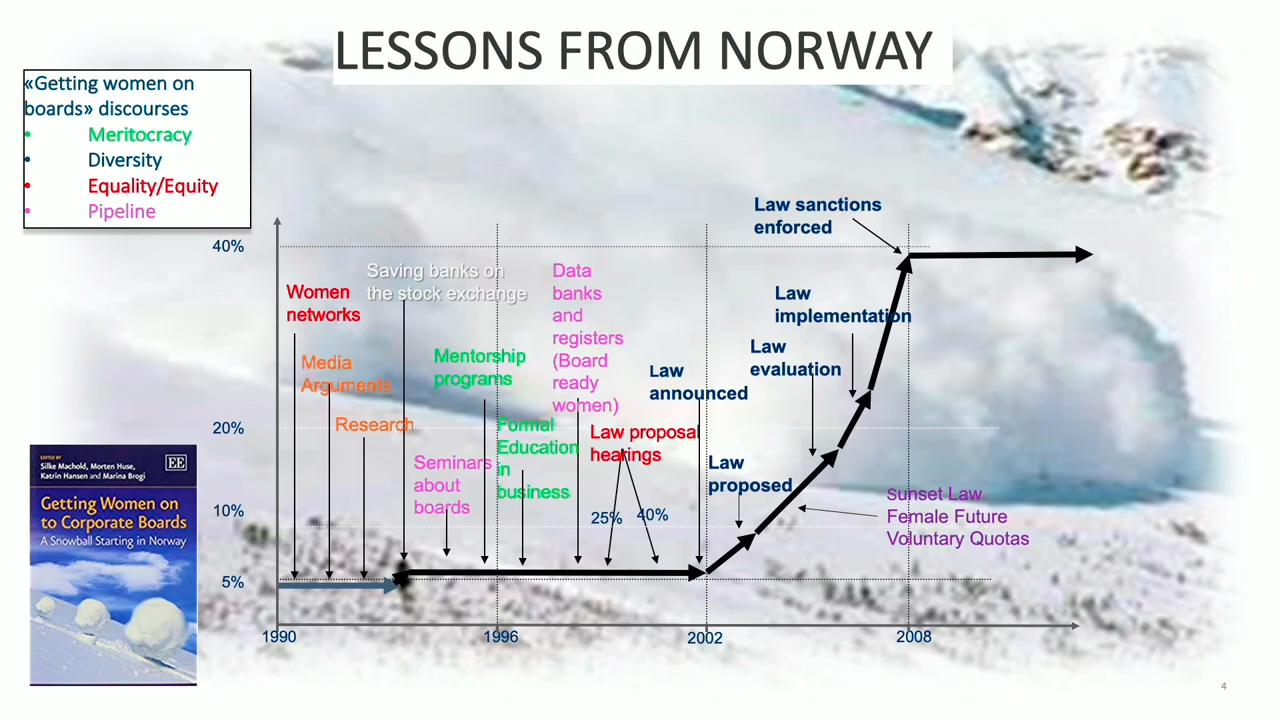 LESSONS FROM NORWAY
«Getting women on
boards» discourses
• Meritocracy
• Diversity
• Equality/Equity
• Pipeline
Law sanctions
enforced
40%
Saving banks on
the stock exchange
Data
banks
and
registers
(Board
ready
women)
Women
networks
Law
implementation
Media
Arguments
Mentorship
programs
Law
announced
Law
evaluation
Research
20%
Formal
Education
in
business
Law proposal
hearings
Seminars
about
boards
Law
proposed
10%
25%
40%
Sunset Law
Female Future
Voluntary Quotas
5%
1990
1996
2002
2008
EDITED BY
Silke Machold, Morten Huse,
Katrin Hansen and Marina Brogi
EE
Getting Women on
to Corporate Boards
A Snowball Starting in Norway
4